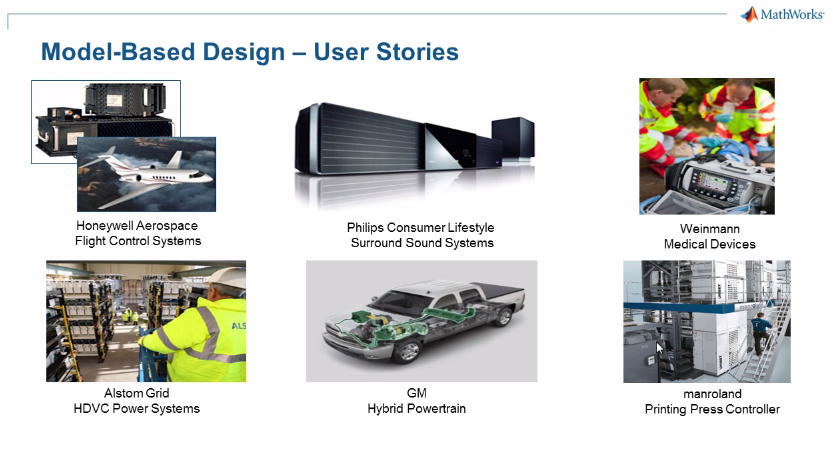 MathWorks
Model-Based Design – User Stories
Honeywell Aerospace
Flight Control Systems
Philips Consumer Lifestyle
Surround Sound Systems
Weinmann
Medical Devices
ALS
Alstom Grid
HDVC Power Systems
GM
Hybrid Powertrain
manroland
Printing Press Controller